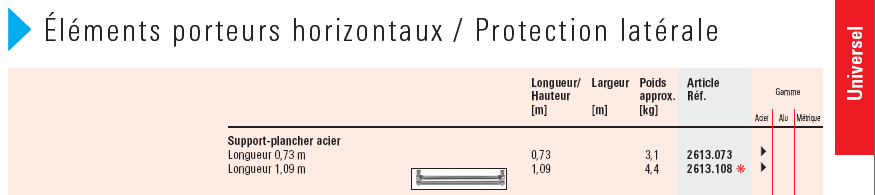 Éléments porteurs horizontaux / Protection latérale
Universel
Longueur/ Largeur Poids Article
Hauteur approx. Réf. Gamme
[m] [m] [kg]
Acier Alu Métrique
Support-plancher acier
Longueur 0,73 m 0,73 3,1 2613.073
Longueur 1,09 m 1,09 4,4 2613.108 ✻